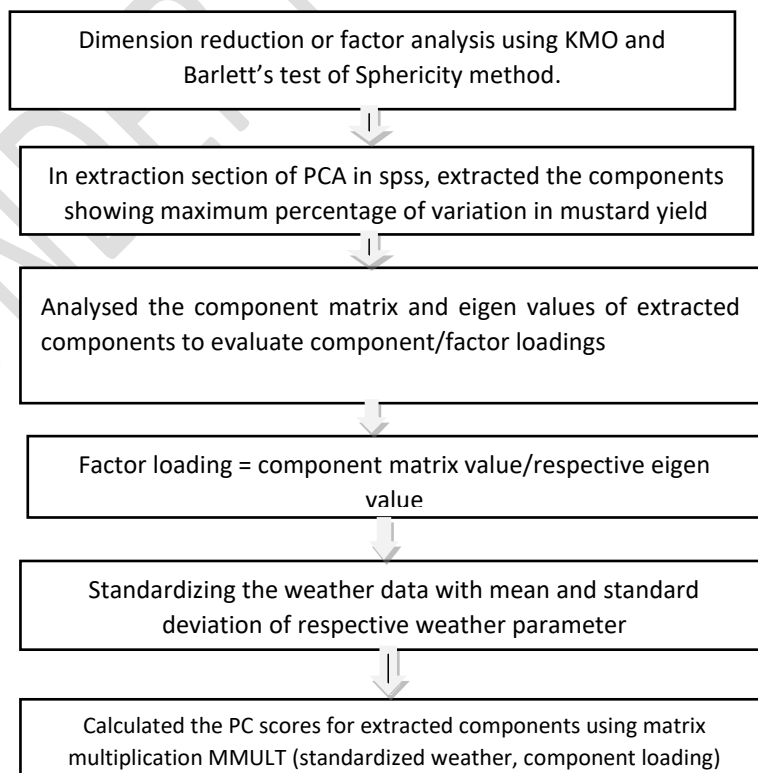 Dimension reduction or factor analysis using KMO and
Barlett’s test of Sphericity method.
In extraction section of PCA in spss, extracted the components
showing maximum percentage of variation in mustard yield
Analysed the component matrix and eigen values of extracted
components to evaluate component/factor loadings
Factor loading = component matrix value/respective eigen
value
Standardizing the weather data with mean and standard
deviation of respective weather parameter
Calculated the PC scores for extracted components using matrix
multiplication MMULT (standardized weather, component loading)